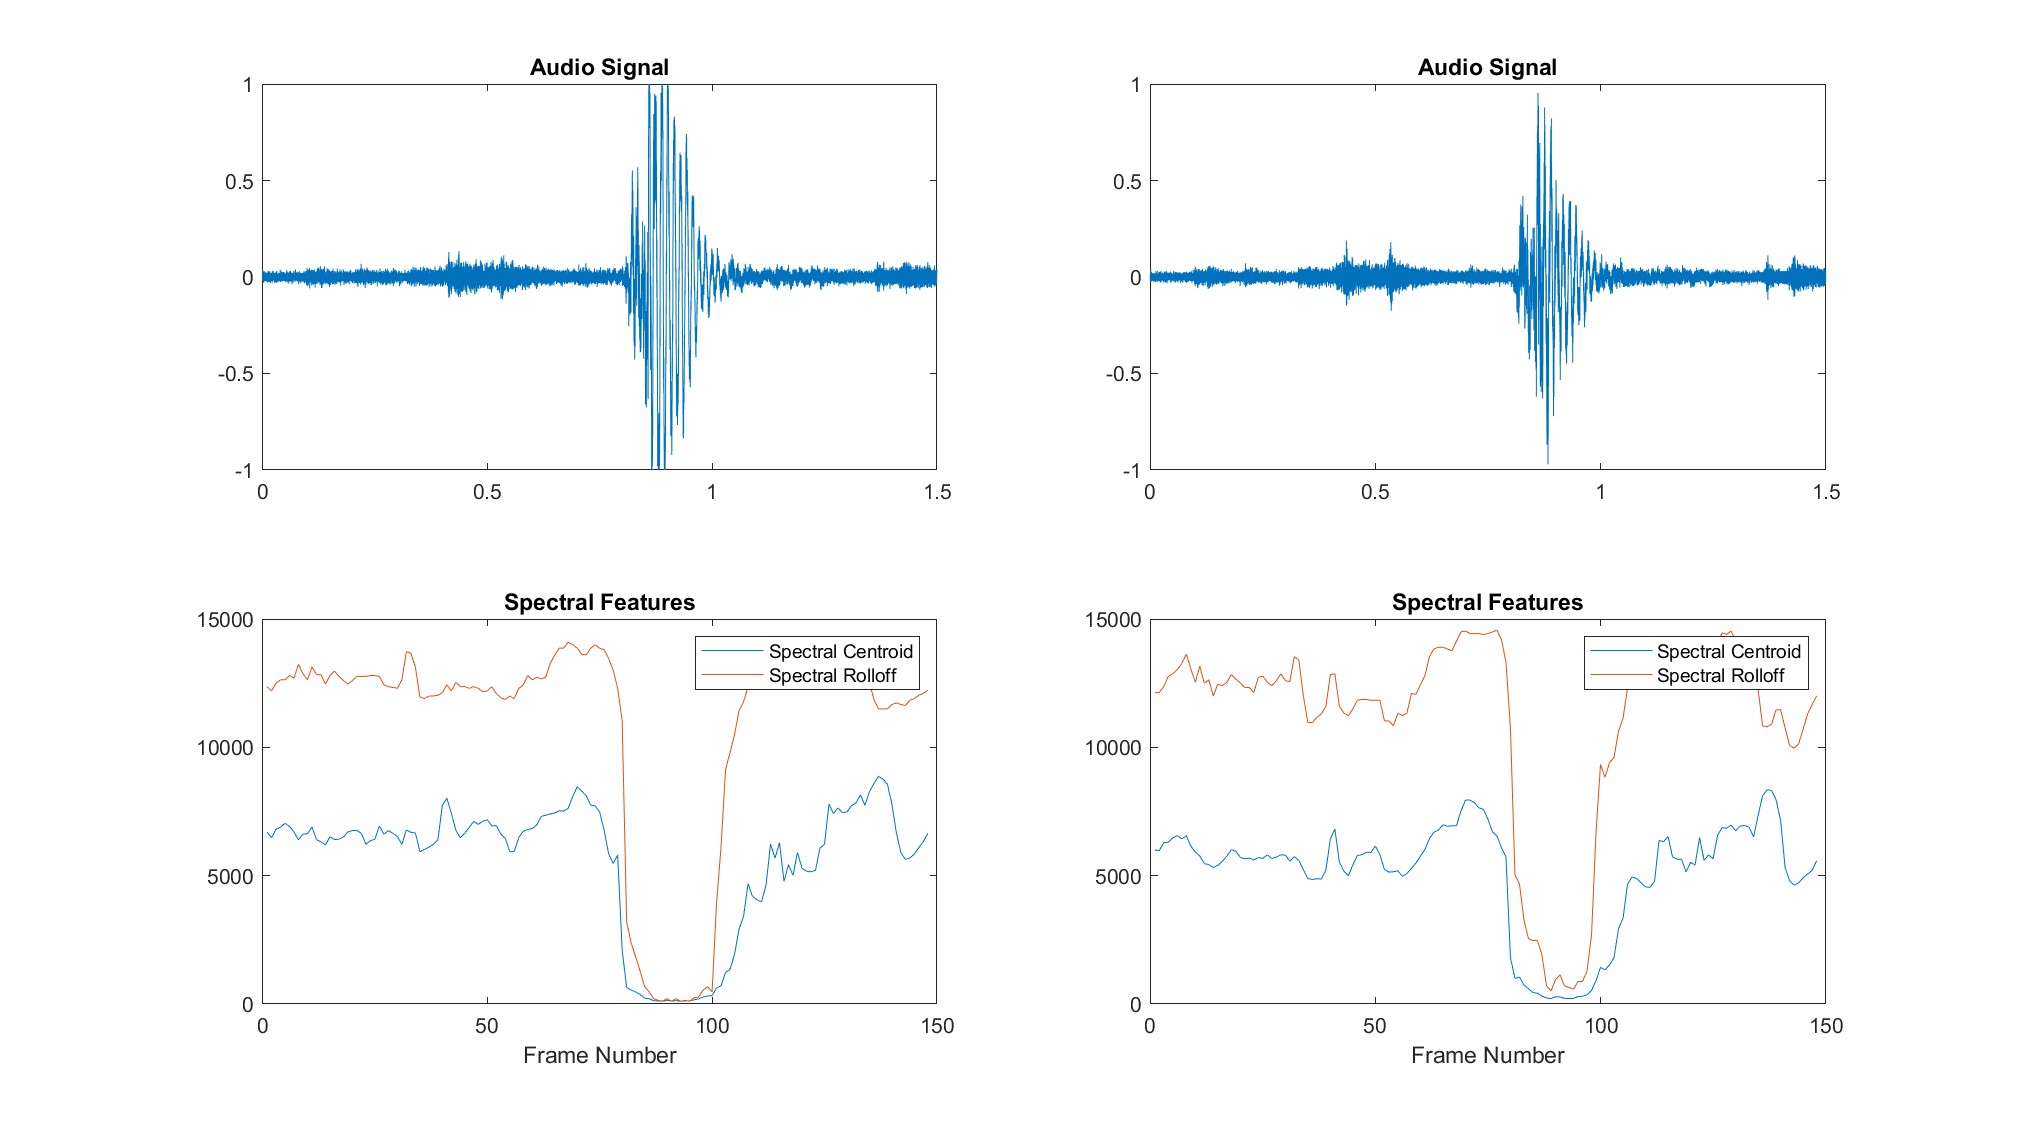 Audio Signal
1
0.5
0
-0.5
-1
0 0.5 1 1.5
Audio Signal
1
0.5
0
-0.5
-1
0 0.5 1 1.5
Spectral Features
15000
10000
5000
0
Spectral Centroid
Spectral Rolloff
0 50 100 150
Frame Number
Spectral Features
15000
10000
5000
0
Spectral Centroid
Spectral Rolloff
0 50 100 150
Frame Number